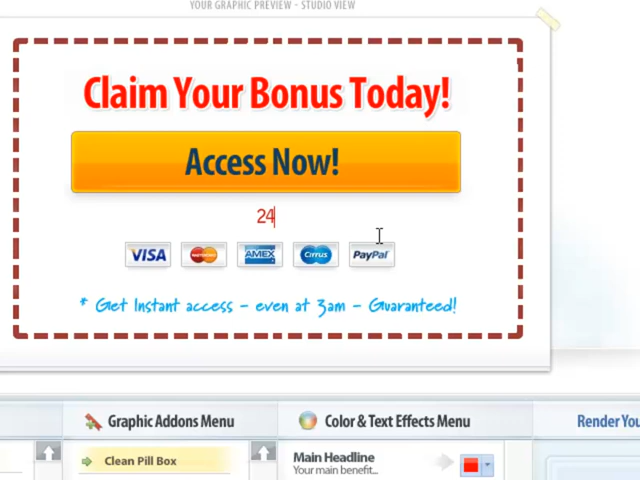 YOUR GRAPHIC PREVIEW - STUDIO VIEW
Claim Your Bonus Today!
Access Now!
24
VISA MasterCard AMEX Cirrus PayPal
* Get Instant access - even at 3am - Guaranteed!
Graphic Addons Menu Color & Text Effects Menu Render You
Clean Pill Box
Main Headline
Your main benefit...